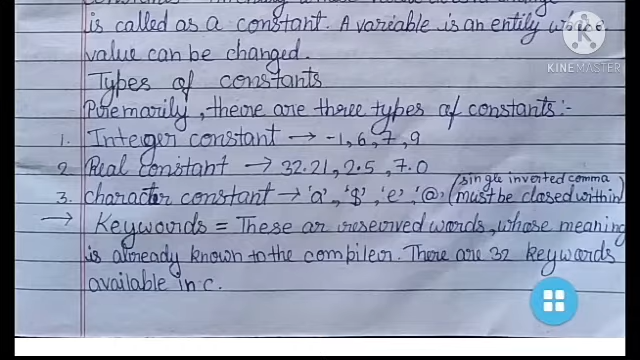 is called as a constant. A variable is an entity whose
KINEMASTER
value can be changed.
Types of constants
Piremarily, there are three types of constants:-
1. Integer constant → -1, 6, 7, 9
2. Real constant → 32.21, 2.5, 7.0
3. character constant → 'a', '$', 'e', '@' (single inverted comma must be closed within)
→ Keywords = These ar reserved words, whose meaning
is already known to the compiler. There are 32 keywords
available in c.